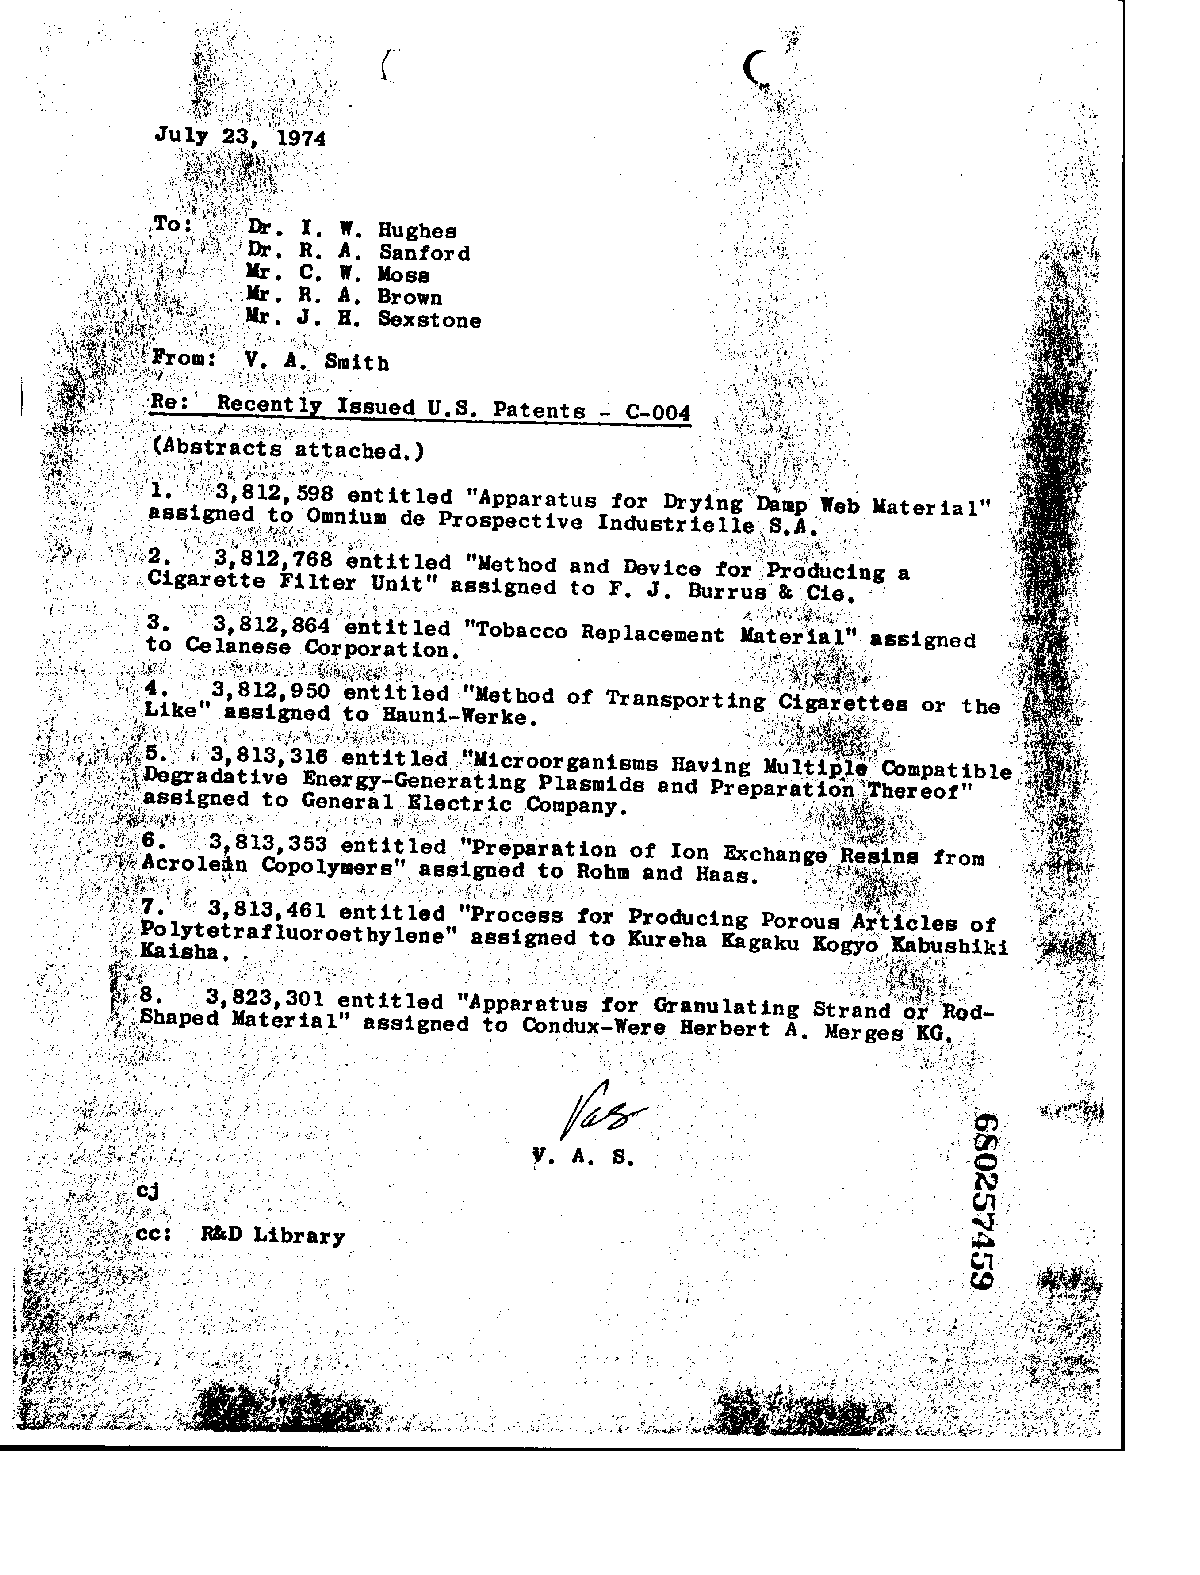 July 23, 1974
To: Dr. I. W. Hughes
Dr. R. A. Sanford
Mr. C. W. Moss
Mr. R. A. Brown
Mr. J. H. Sexstone
From: V. A. Smith
Re: Recently Issued U.S. Patents - C-004
(Abstracts attached.)
1. 3,812,598 entitled "Apparatus for Drying Damp Web Material"
assigned to Omnium de Prospective Industrielle S.A.
2. 3,812,768 entitled "Method and Device for Producing a
Cigarette Filter Unit" assigned to F. J. Burrus & Cie.
3. 3,812,864 entitled "Tobacco Replacement Material" assigned
to Celanese Corporation.
4. 3,812,950 entitled "Method of Transporting Cigarettes or the
Like" assigned to Hauni-Werke.
5. 3,813,316 entitled "Microorganisms Having Multiple Compatible
Degradative Energy-Generating Plasmids and Preparation Thereof"
assigned to General Electric Company.
6. 3,813,353 entitled "Preparation of Ion Exchange Resins from
Acrolein Copolymers" assigned to Rohm and Haas.
7. 3,813,461 entitled "Process for Producing Porous Articles of
Polytetrafluoroethylene" assigned to Kureha Kagaku Kogyo Kabushiki
Kaisha.
8. 3,823,301 entitled "Apparatus for Granulating Strand or Rod-
Shaped Material" assigned to Condux-Were Herbert A. Merges KG.
Vas
V. A. S.
cj
cc: R&D Library
680257459